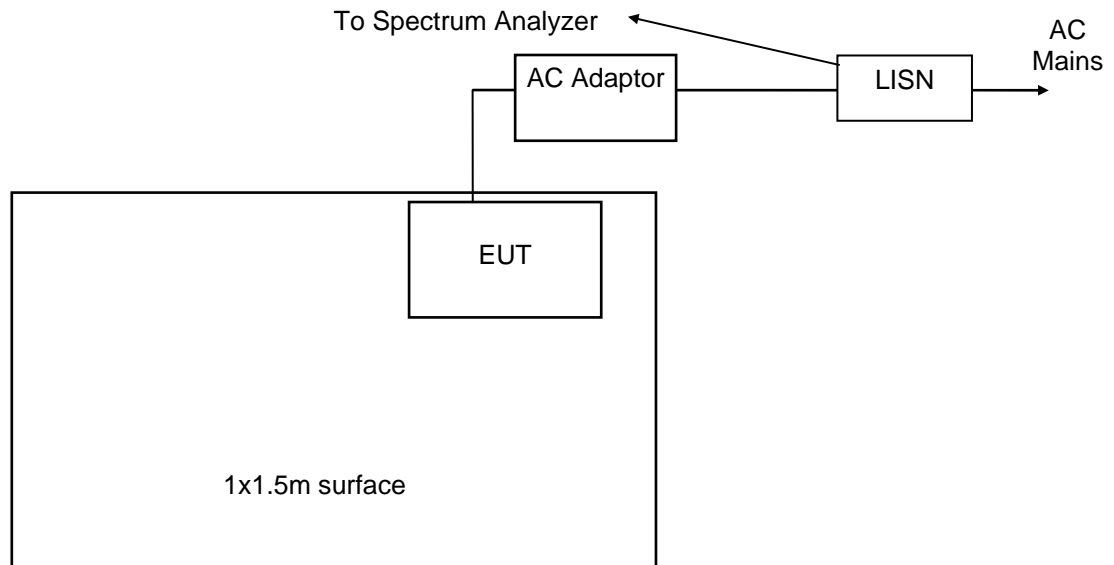 To Spectrum Analyzer
AC
Mains
AC Adaptor
LISN
EUT
1x1.5m surface